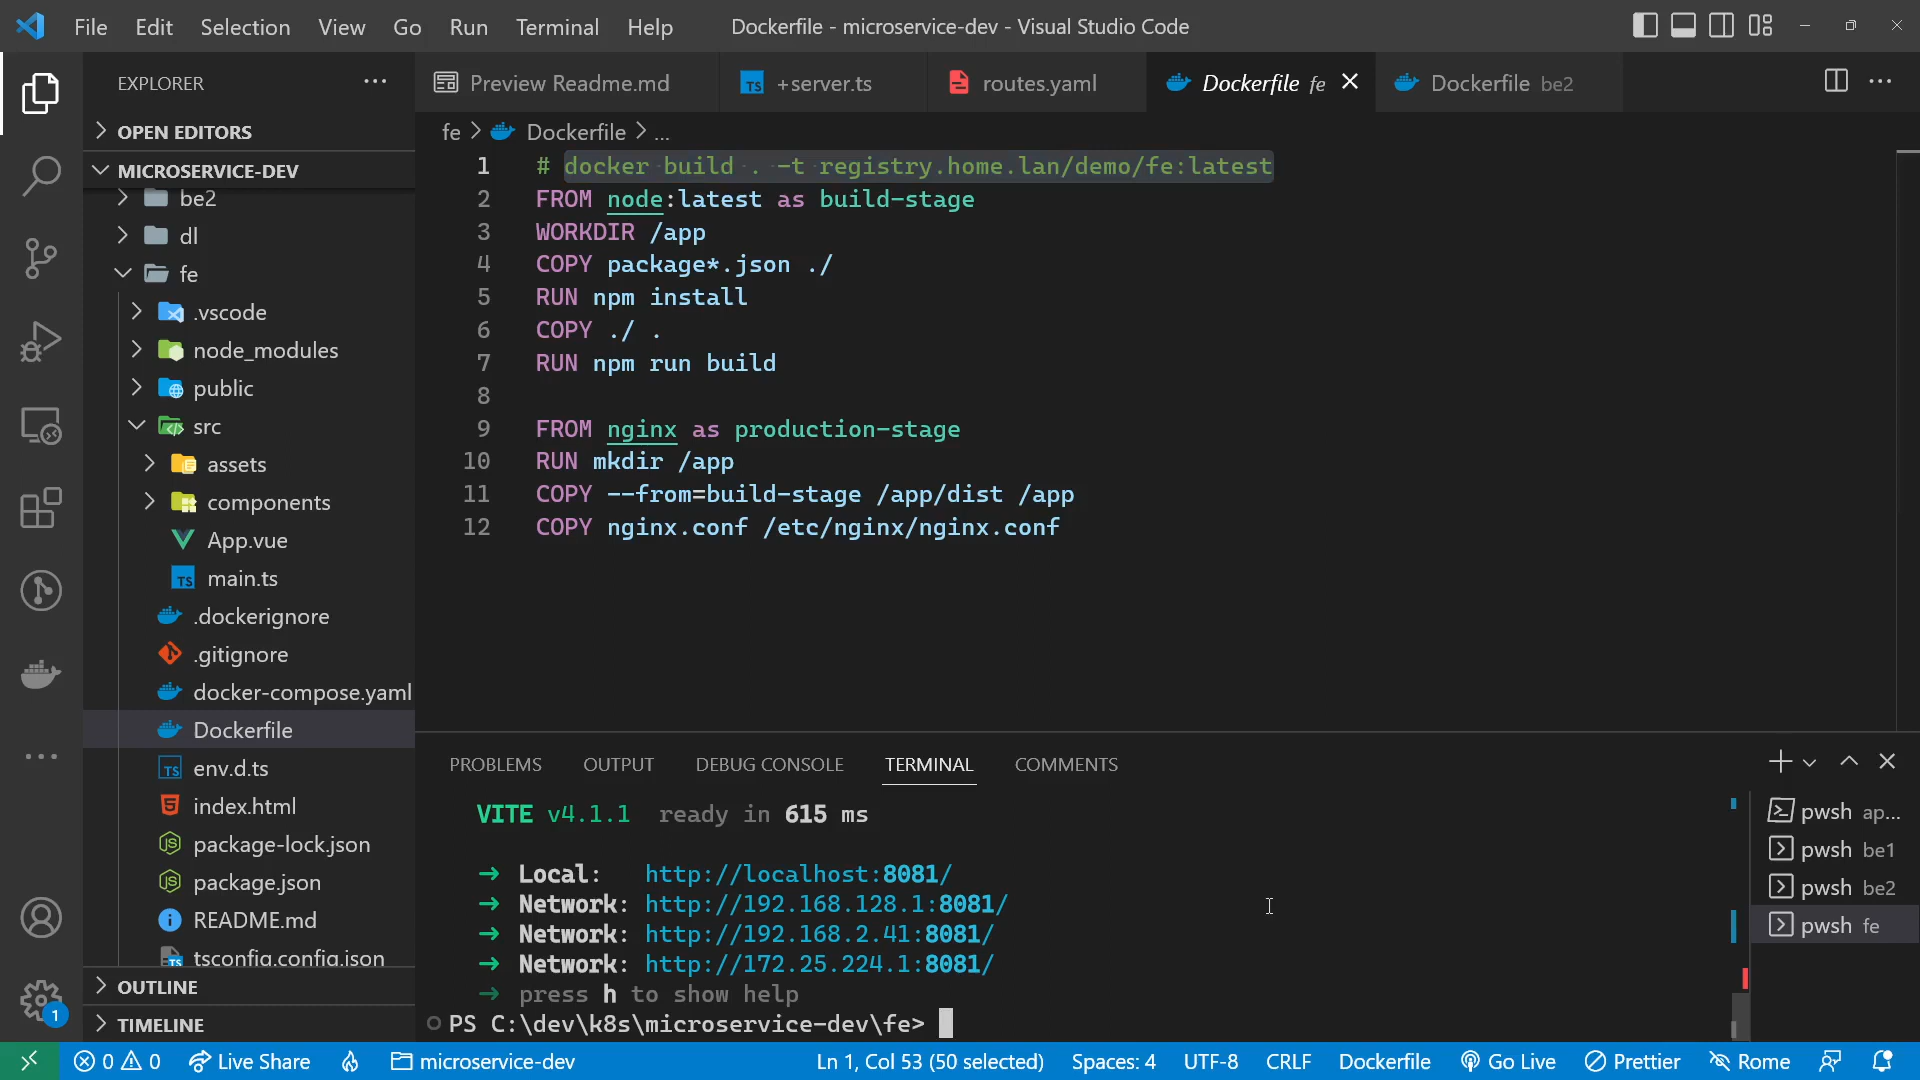 File Edit Selection View Go Run Terminal Help Dockerfile - microservice-dev - Visual Studio Code
EXPLORER
OPEN EDITORS
MICROSERVICE-DEV
be2
dl
fe
.vscode
node_modules
public
src
assets
components
App.vue
main.ts
.dockerignore
.gitignore
docker-compose.yaml
Dockerfile
env.d.ts
index.html
package-lock.json
package.json
README.md
tsconfig.config.json
OUTLINE
TIMELINE
Preview Readme.md +server.ts routes.yaml Dockerfile fe Dockerfile be2
fe > Dockerfile > ...
1 # docker build . -t registry.home.lan/demo/fe:latest
2 FROM node:latest as build-stage
3 WORKDIR /app
4 COPY package*.json ./
5 RUN npm install
6 COPY ./ .
7 RUN npm run build
8
9 FROM nginx as production-stage
10 RUN mkdir /app
11 COPY --from=build-stage /app/dist /app
12 COPY nginx.conf /etc/nginx/nginx.conf
PROBLEMS OUTPUT DEBUG CONSOLE TERMINAL COMMENTS
VITE v4.1.1 ready in 615 ms
➜ Local: http://localhost:8081/
➜ Network: http://192.168.128.1:8081/
➜ Network: http://192.168.2.41:8081/
➜ Network: http://172.25.224.1:8081/
➜ press h to show help
PS C:\dev\k8s\microservice-dev\fe>
pwsh ap...
pwsh be1
pwsh be2
pwsh fe
1
0 0 Live Share microservice-dev Ln 1, Col 53 (50 selected) Spaces: 4 UTF-8 CRLF Dockerfile Go Live Prettier Rome